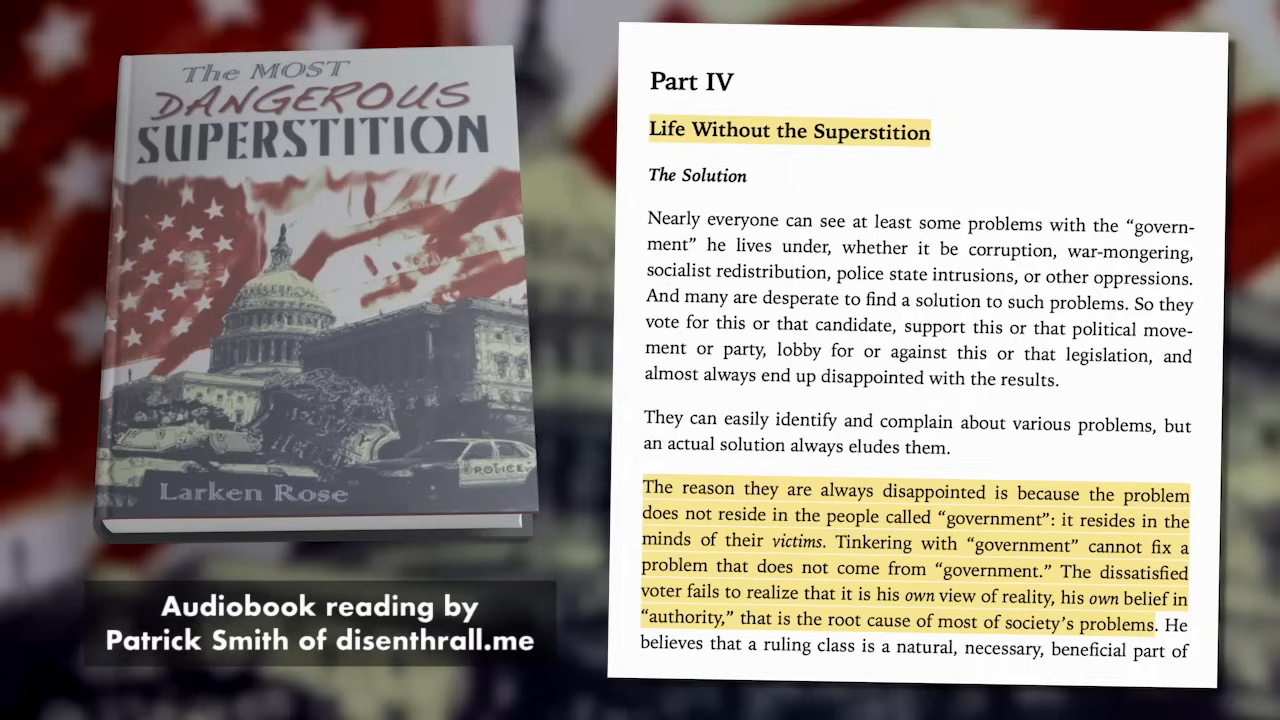 The MOST
DANGEROUS
SUPERSTITION
POLICE
Larken Rose
Audiobook reading by
Patrick Smith of disenthrall.me
Part IV
Life Without the Superstition
The Solution
Nearly everyone can see at least some problems with the “govern-
ment” he lives under, whether it be corruption, war-mongering,
socialist redistribution, police state intrusions, or other oppressions.
And many are desperate to find a solution to such problems. So they
vote for this or that candidate, support this or that political move-
ment or party, lobby for or against this or that legislation, and
almost always end up disappointed with the results.
They can easily identify and complain about various problems, but
an actual solution always eludes them.
The reason they are always disappointed is because the problem
does not reside in the people called “government”: it resides in the
minds of their victims. Tinkering with “government” cannot fix a
problem that does not come from “government.” The dissatisfied
voter fails to realize that it is his own view of reality, his own belief in
“authority,” that is the root cause of most of society’s problems. He
believes that a ruling class is a natural, necessary, beneficial part of